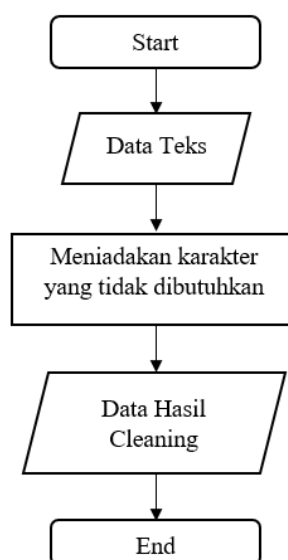 Start
Data Teks
Meniadakan karakter
yang tidak dibutuhkan
Data Hasil
Cleaning
End